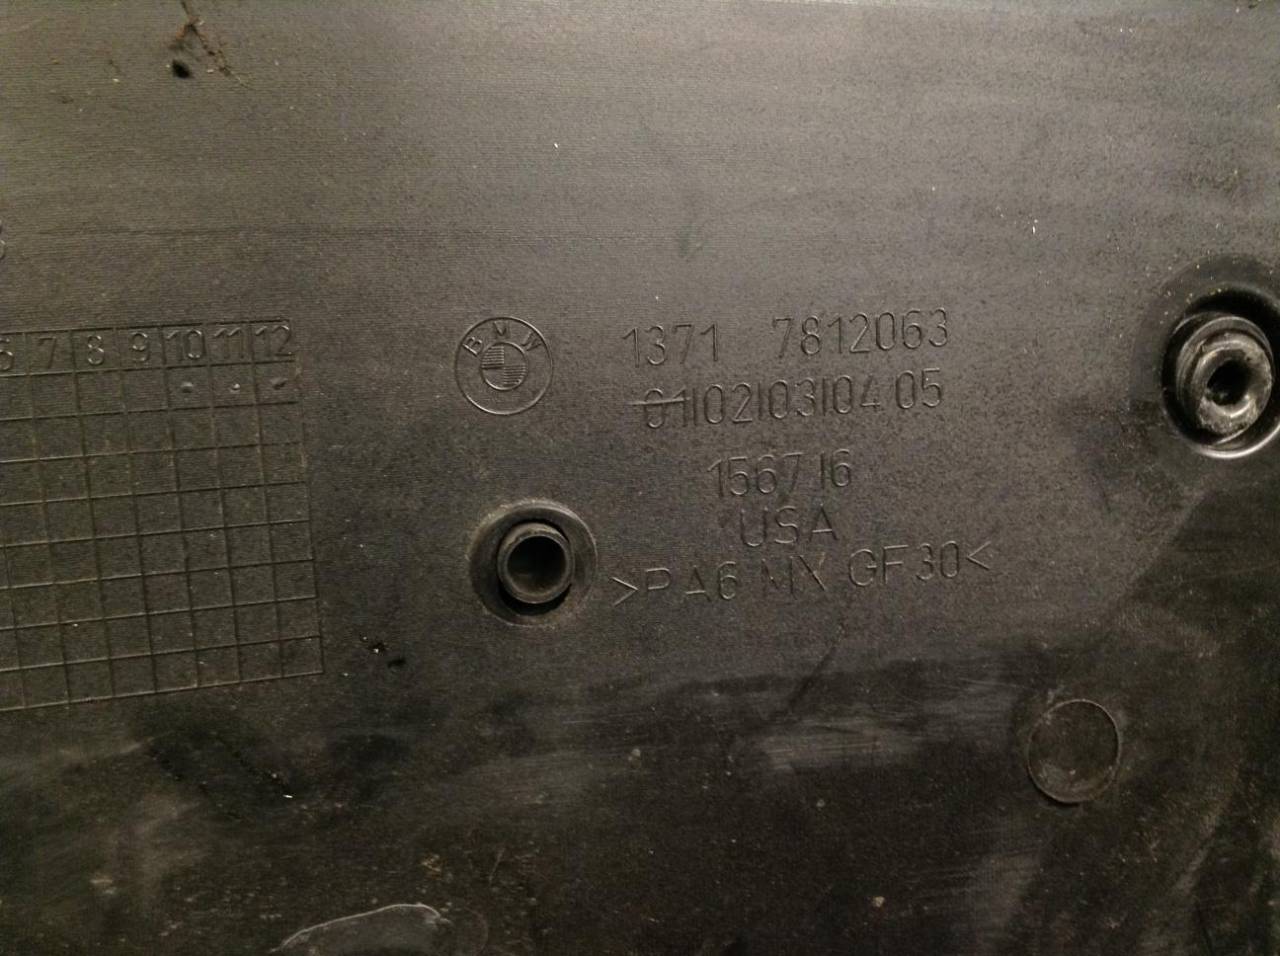 6 7 8 9 10 11 12
BMW
1371 7812063
01|02|03|04 05
156716
USA
>PA6 MX GF30<